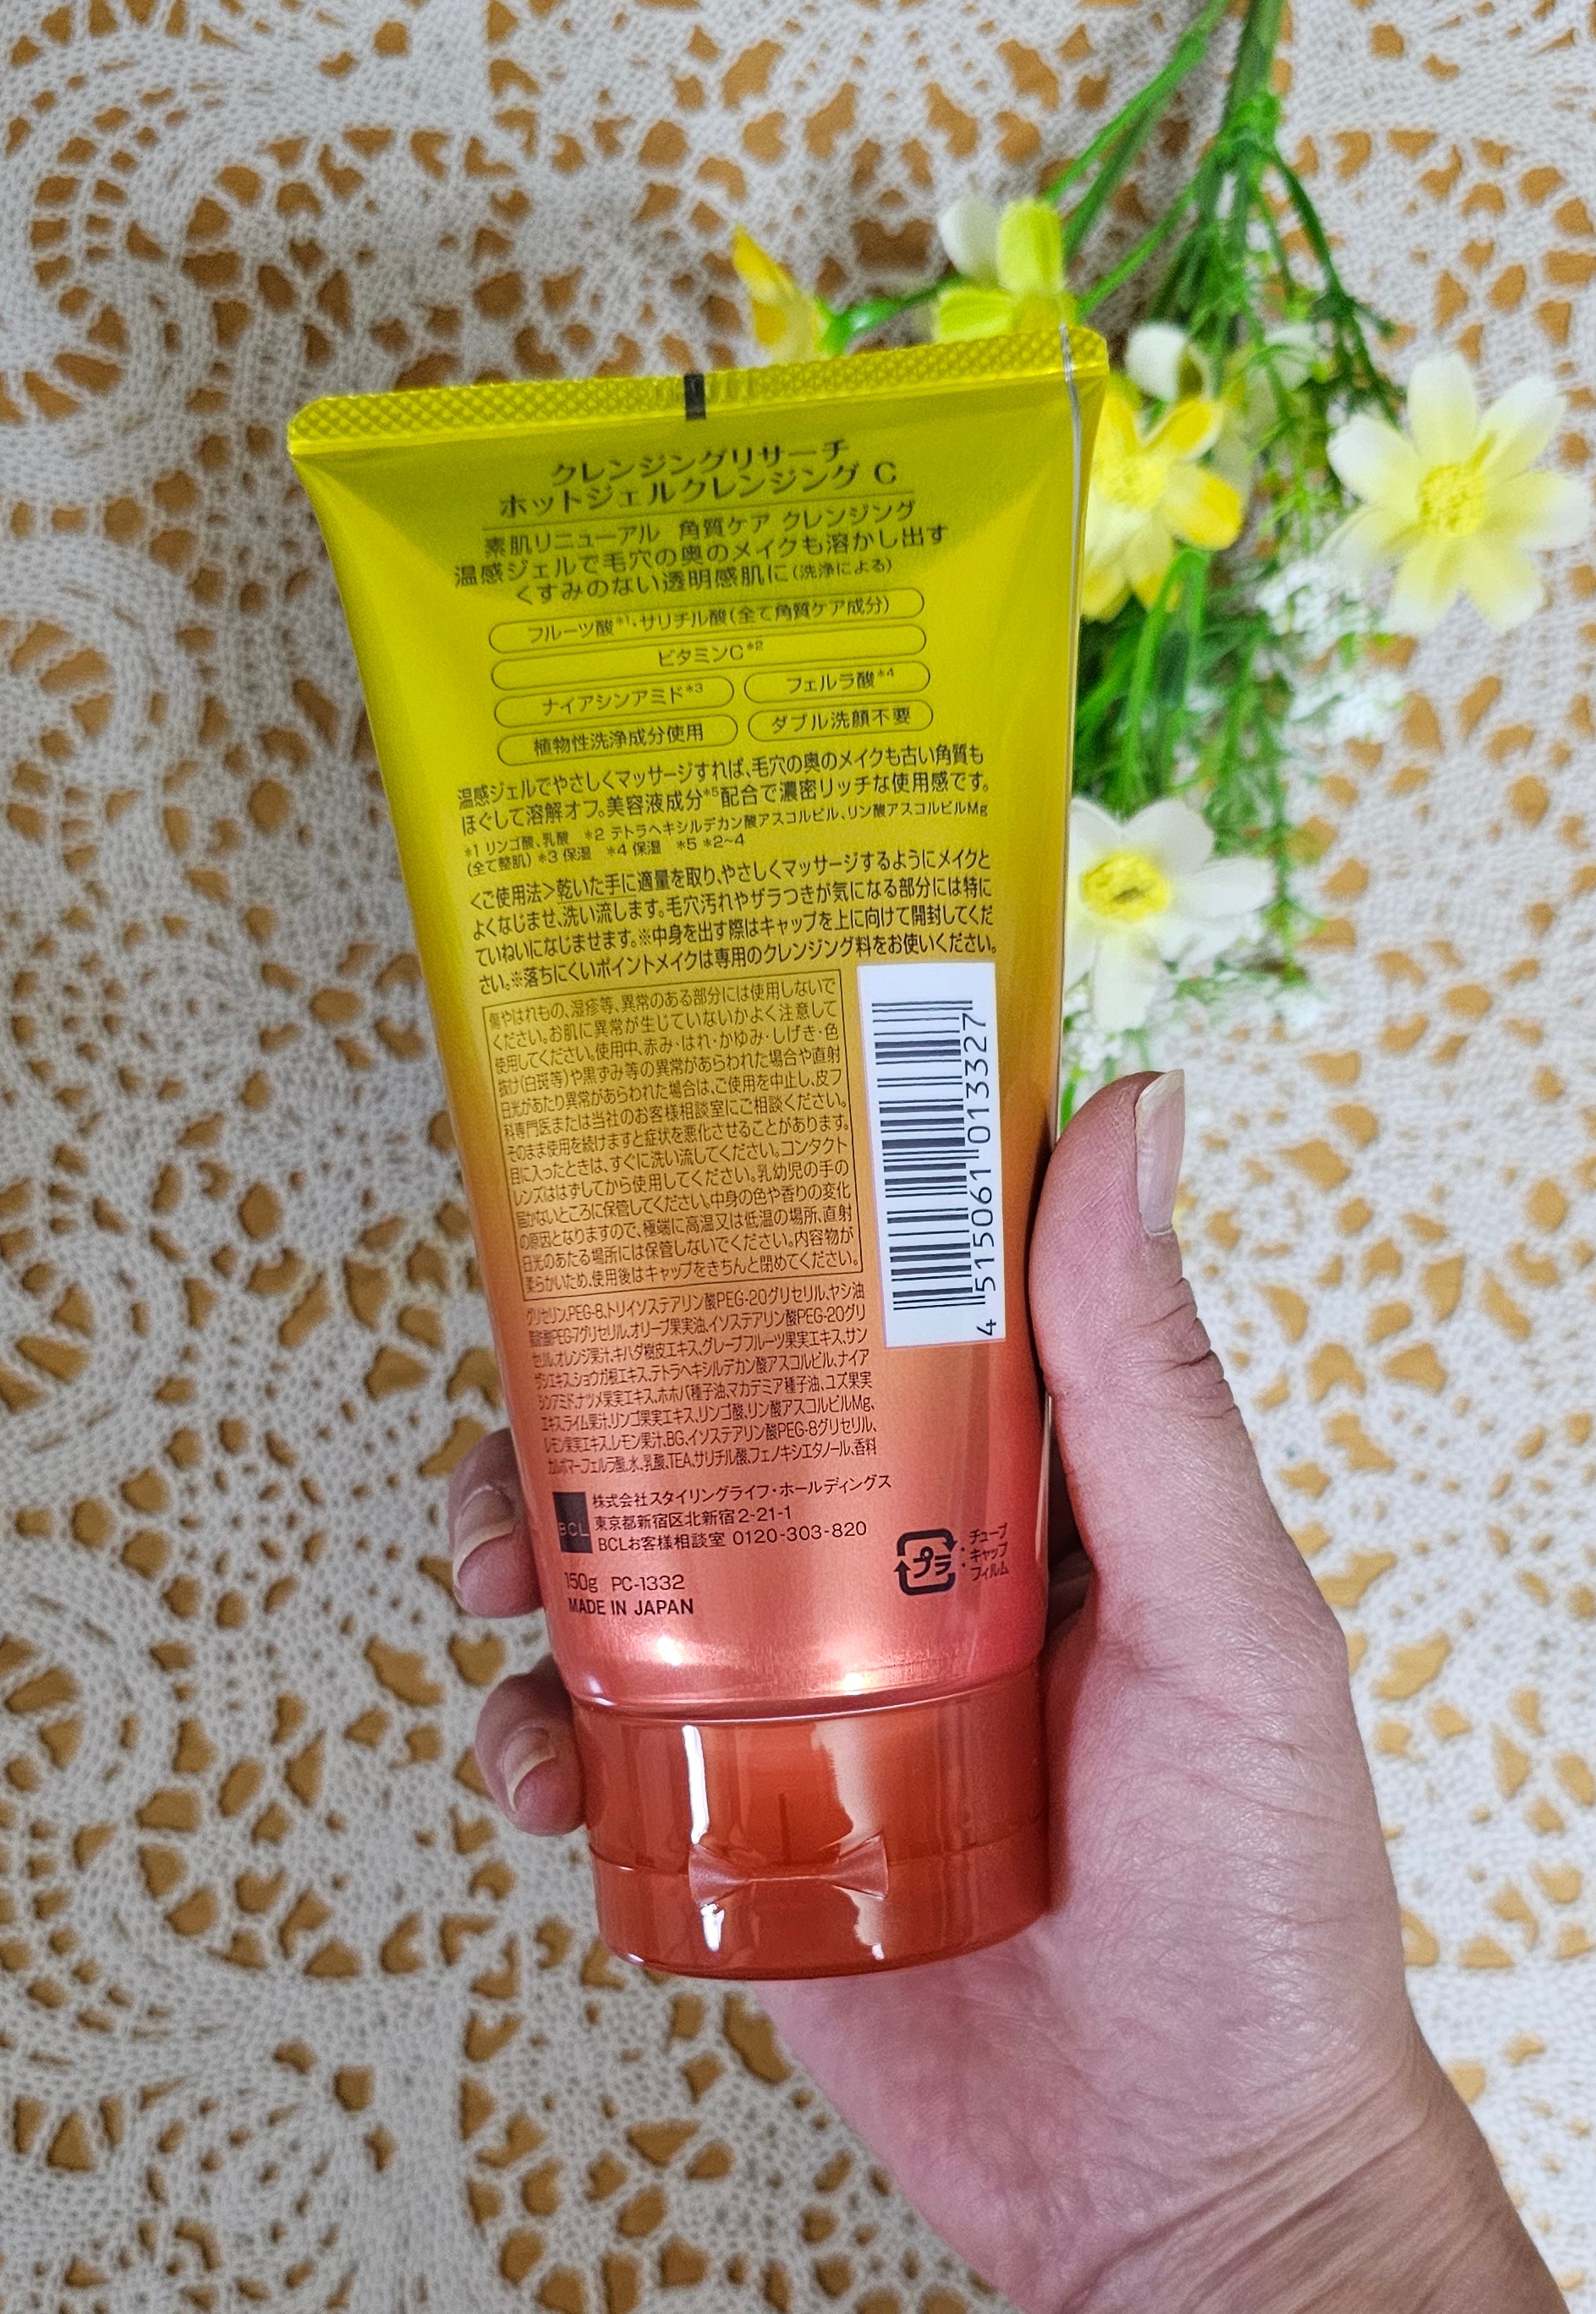 クレンジングリサーチ
ホットジェルクレンジング C
素肌リニューアル 角質ケア クレンジング
温感ジェルで毛穴の奥のメイクも溶かし出す
くすみのない透明感肌に(洗浄による)
フルーツ酸*1・サリチル酸(全て角質ケア成分)
ビタミンC*2
ナイアシンアミド*3 フェルラ酸*4
植物性洗浄成分使用 ダブル洗顔不要
温感ジェルでやさしくマッサージすれば、毛穴の奥のメイクも古い角質も
ほぐして溶解オフ。美容液成分*5配合で濃密リッチな使用感です。
*1 リンゴ酸、乳酸 *2 テトラヘキシルデカン酸アスコルビル、リン酸アスコルビルMg
(全て整肌) *3 保湿 *4 保湿 *5 *2~4
<ご使用法>乾いた手に適量を取り、やさしくマッサージするようにメイクと
よくなじませ、洗い流します。毛穴汚れやザラつきが気になる部分には特に
ていねいになじませます。※中身を出す際はキャップを上に向けて開封してくだ
さい。※落ちにくいポイントメイクは専用のクレンジング料をお使いください。
傷やはれもの、湿疹等、異常のある部分には使用しないで
ください。お肌に異常が生じていないかよく注意して
使用してください。使用中、赤み・はれ・かゆみ・しげき・色
抜け(白斑等)や黒ずみ等の異常があらわれた場合や直射
日光があたり異常があらわれた場合は、ご使用を中止し、皮フ
科専門医または当社のお客様相談室にご相談ください。
そのまま使用を続けますと症状を悪化させることがあります。
目に入ったときは、すぐに洗い流してください。コンタクト
レンズははずしてから使用してください。乳幼児の手の
届かないところに保管してください。中身の色や香りの変化
の原因となりますので、極端に高温又は低温の場所、直射
日光のあたる場所には保管しないでください。内容物が
柔らかいため、使用後はキャップをきちんと閉めてください。
4 515061 013327
グリセリン、PEG-8、トリイソステアリン酸PEG-20グリセリル、ヤシ油
脂肪酸PEG-7グリセリル、オリーブ果実油、イソステアリン酸PEG-20グリ
セリル、オレンジ果汁、キハダ樹皮エキス、グレープフルーツ果実エキス、サン
ザシエキス、ショウガ根エキス、テトラヘキシルデカン酸アスコルビル、ナイア
シンアミド、ナツメ果実エキス、ホホバ種子油、マカデミア種子油、ユズ果実
エキス、ライム果汁、リンゴ果実エキス、リンゴ酸、リン酸アスコルビルMg、
レモン果実エキス、レモン果汁、BG、イソステアリン酸PEG-8グリセリル、
カルボマー、フェルラ酸、水、乳酸、TEA、サリチル酸、フェノキシエタノール、香料
BCL
株式会社スタイリングライフ・ホールディングス
東京都新宿区北新宿2-21-1
BCLお客様相談室 0120-303-820
プラ
チューブ
キャップ
フィルム
150g PC-1332
MADE IN JAPAN